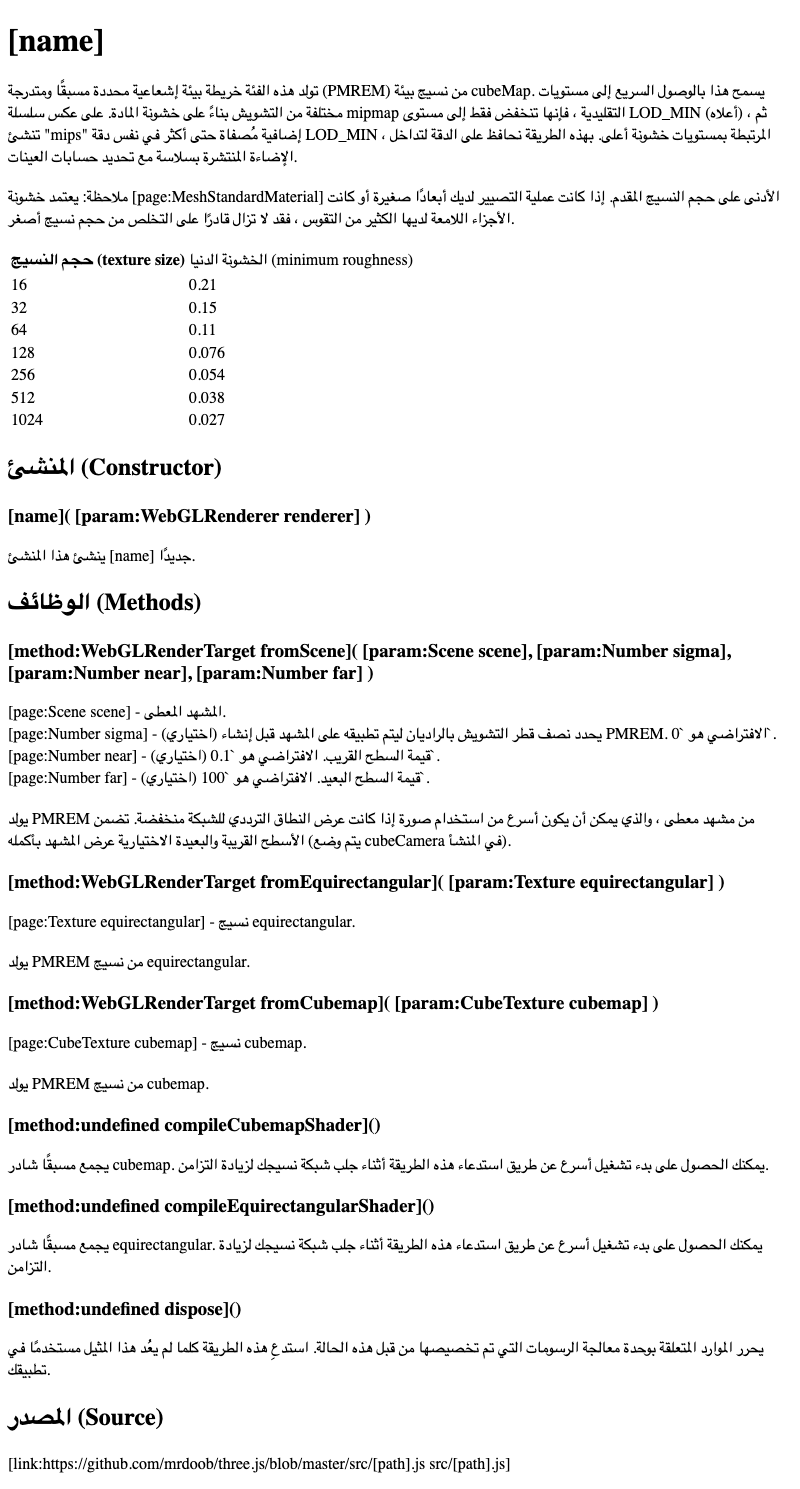 [name]
تولد هذه الفئة خريطة بيئة إشعاعية محددة مسبقًا ومتدرجة (PMREM) من نسيج بيئة cubeMap. يسمح هذا بالوصول السريع إلى مستويات
مختلفة من التشويش بناءً على خشونة المادة. على عكس سلسلة mipmap التقليدية ، فإنها تنخفض فقط إلى مستوى LOD_MIN (أعلاه) ، ثم
تنشئ "mips" إضافية مُصفاة حتى أكثر في نفس دقة LOD_MIN ، المرتبطة بمستويات خشونة أعلى. بهذه الطريقة نحافظ على الدقة لتداخل
الإضاءة المنتشرة بسلاسة مع تحديد حسابات العينات.
ملاحظة: يعتمد خشونة [page:MeshStandardMaterial] الأدنى على حجم النسيج المقدم. إذا كانت عملية التصيير لديك أبعادًا صغيرة أو كانت
الأجزاء اللامعة لديها الكثير من التقوس ، فقد لا تزال قادرًا على التخلص من حجم نسيج أصغر.
حجم النسيج (texture size) الخشونة الدنيا (minimum roughness)
16 0.21
32 0.15
64 0.11
128 0.076
256 0.054
512 0.038
1024 0.027
المنشئ (Constructor)
[name]( [param:WebGLRenderer renderer] )
ينشئ هذا المنشئ [name] جديدًا.
الوظائف (Methods)
[method:WebGLRenderTarget fromScene]( [param:Scene scene], [param:Number sigma],
[param:Number near], [param:Number far] )
[page:Scene scene] - المشهد المعطى.
[page:Number sigma] - (اختياري) يحدد نصف قطر التشويش بالراديان ليتم تطبيقه على المشهد قبل إنشاء PMREM. الافتراضي هو `0`.
[page:Number near] - (اختياري) قيمة السطح القريب. الافتراضي هو `0.1`.
[page:Number far] - (اختياري) قيمة السطح البعيد. الافتراضي هو `100`.
يولد PMREM من مشهد معطى ، والذي يمكن أن يكون أسرع من استخدام صورة إذا كانت عرض النطاق الترددي للشبكة منخفضة. تضمن
الأسطح القريبة والبعيدة الاختيارية عرض المشهد بأكمله (يتم وضع cubeCamera في المنشأ).
[method:WebGLRenderTarget fromEquirectangular]( [param:Texture equirectangular] )
[page:Texture equirectangular] - نسيج equirectangular.
يولد PMREM من نسيج equirectangular.
[method:WebGLRenderTarget fromCubemap]( [param:CubeTexture cubemap] )
[page:CubeTexture cubemap] - نسيج cubemap.
يولد PMREM من نسيج cubemap.
[method:undefined compileCubemapShader]()
يجمع مسبقًا شادر cubemap. يمكنك الحصول على بدء تشغيل أسرع عن طريق استدعاء هذه الطريقة أثناء جلب شبكة نسيجك لزيادة التزامن.
[method:undefined compileEquirectangularShader]()
يجمع مسبقًا شادر equirectangular. يمكنك الحصول على بدء تشغيل أسرع عن طريق استدعاء هذه الطريقة أثناء جلب شبكة نسيجك لزيادة
التزامن.
[method:undefined dispose]()
يحرر الموارد المتعلقة بوحدة معالجة الرسومات التي تم تخصيصها من قبل هذه الحالة. استدعِ هذه الطريقة كلما لم يعُد هذا المثيل مستخدمًا في
تطبيقك.
المصدر (Source)
[link:https://github.com/mrdoob/three.js/blob/master/src/[path].js src/[path].js]